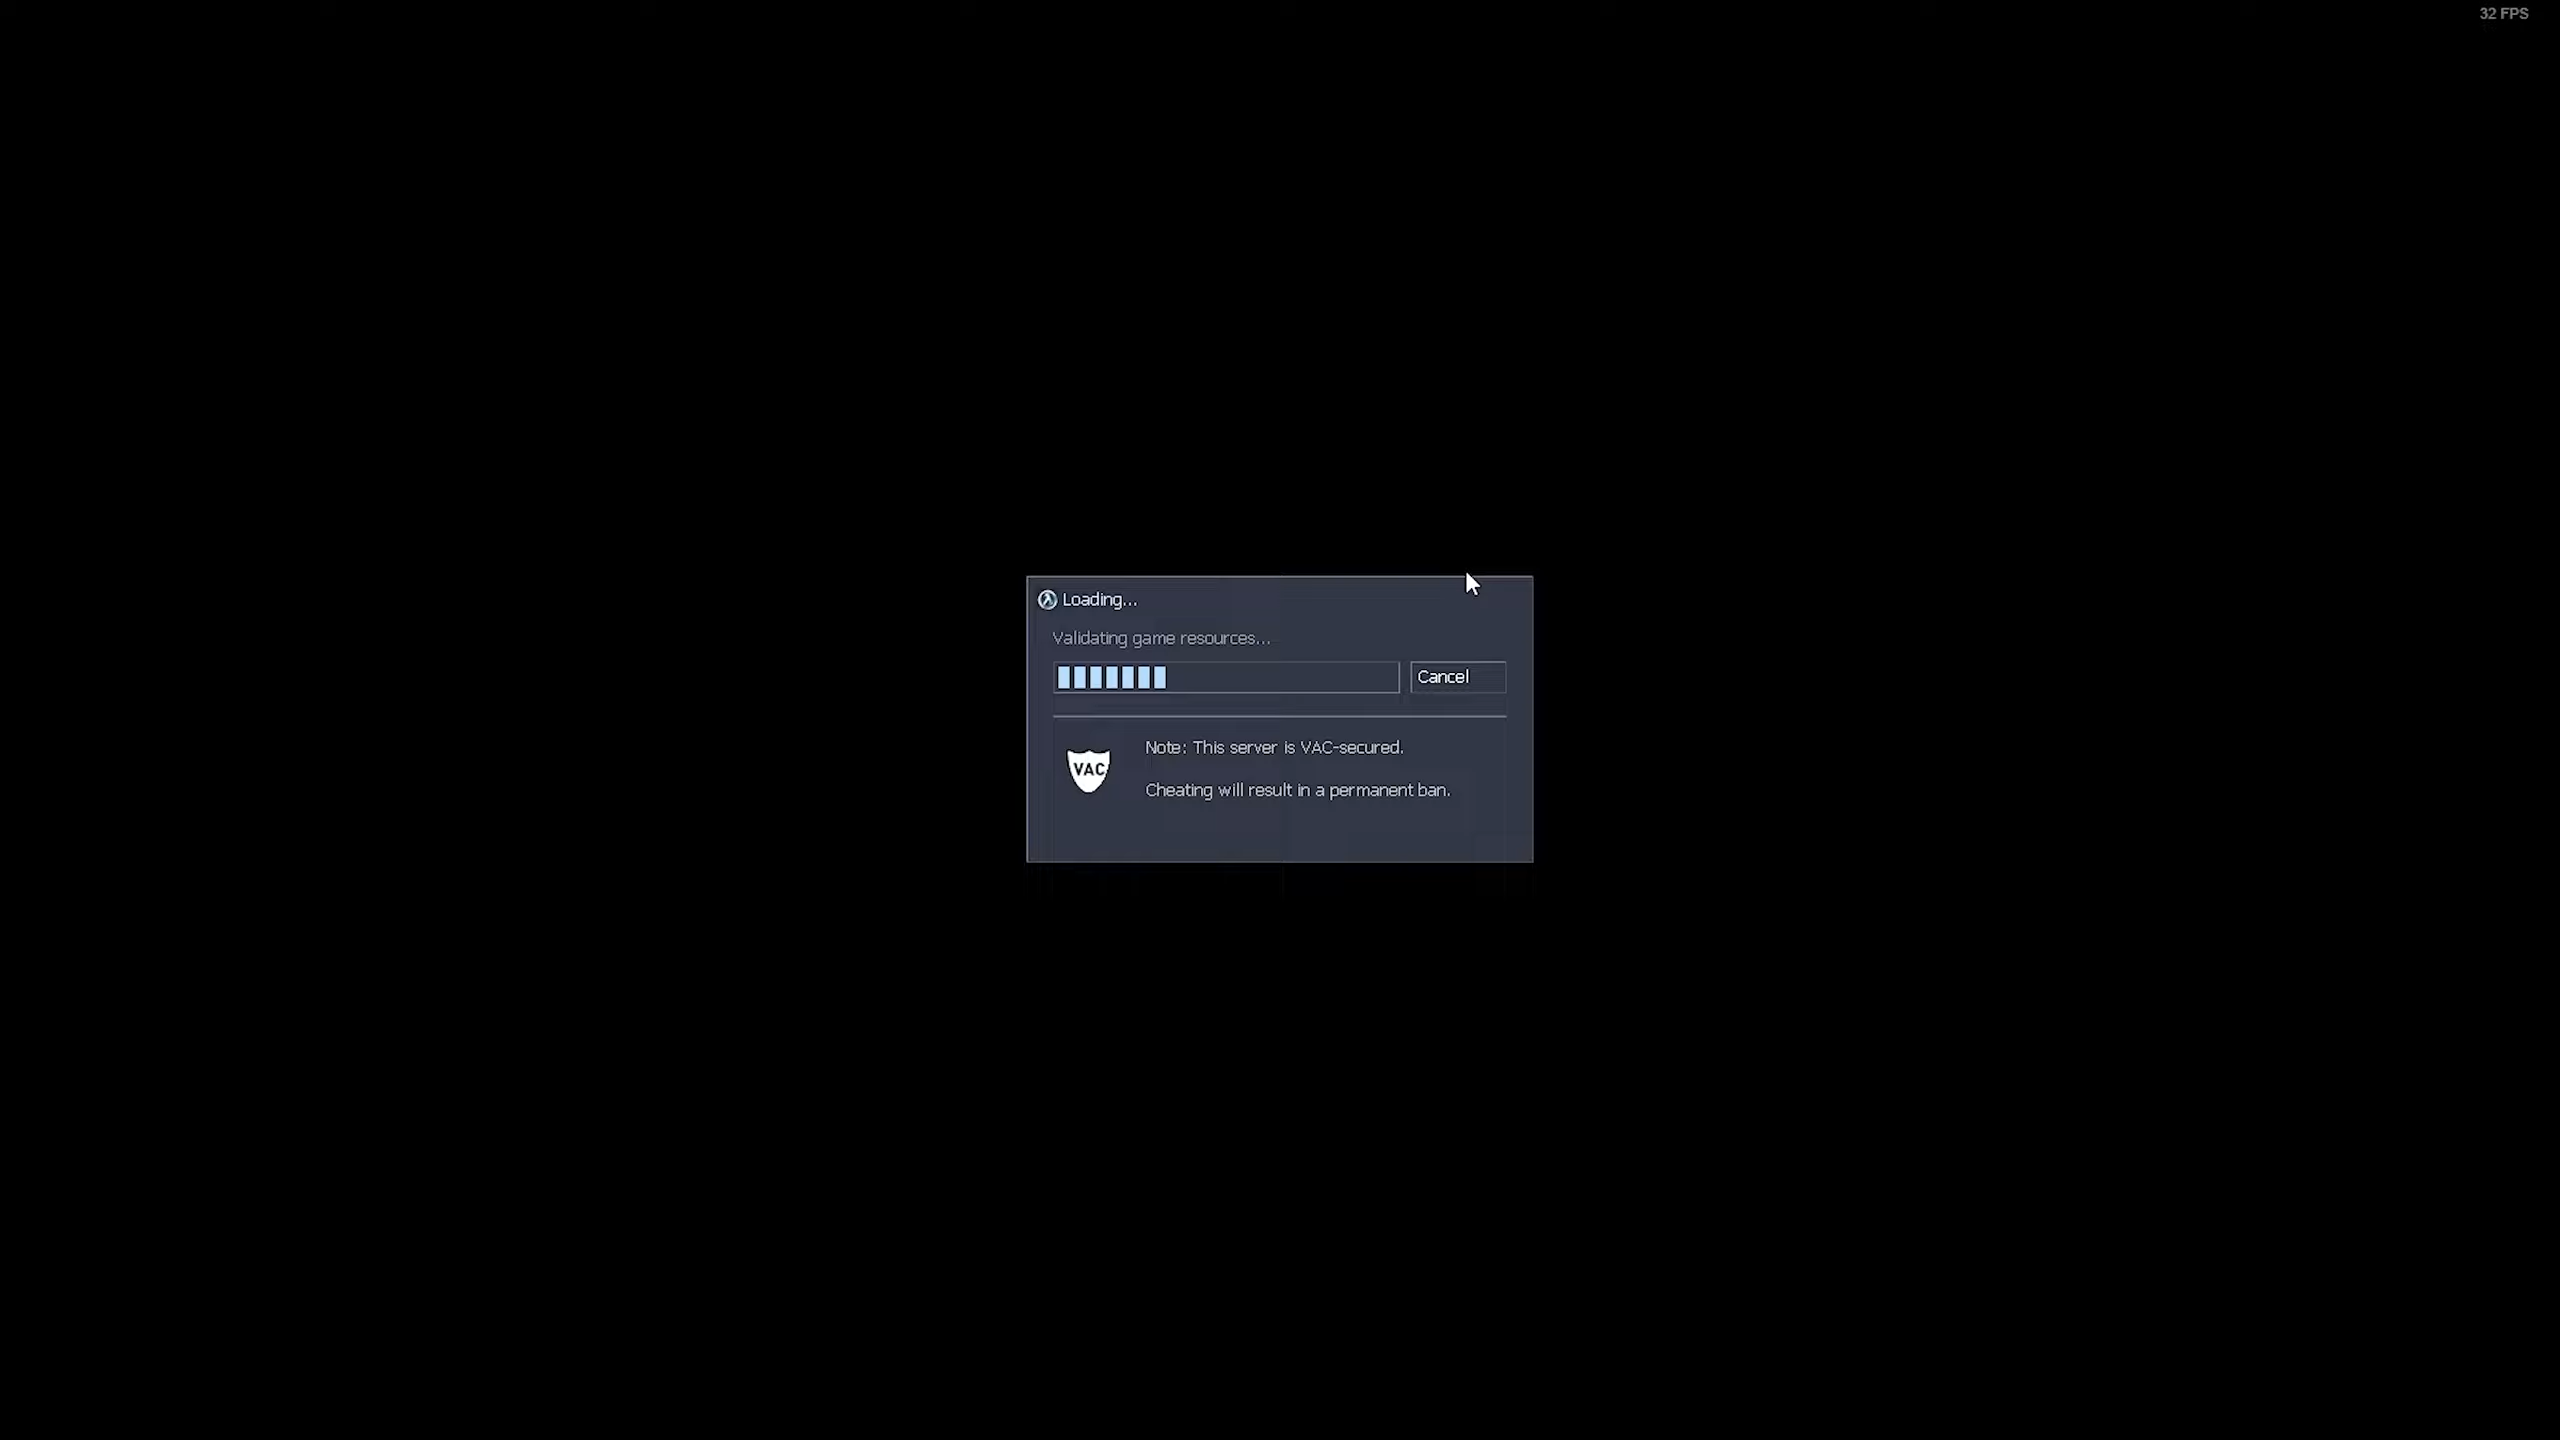 32 FPS
Loading...
Validating game resources...
Cancel
Note: This server is VAC-secured.
VAC
Cheating will result in a permanent ban.